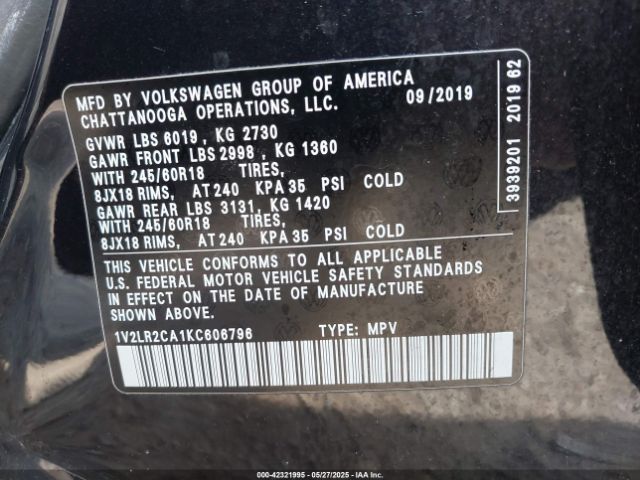 MFD BY VOLKSWAGEN GROUP OF AMERICA
CHATTANOOGA OPERATIONS, LLC. 09/2019
GVWR LBS 6019, KG 2730
GAWR FRONT LBS 2998, KG 1360
WITH 245/60R18 TIRES,
8JX18 RIMS, AT 240 KPA 35 PSI COLD
GAWR REAR LBS 3131, KG 1420
WITH 245/60R18 TIRES,
8JX18 RIMS, AT 240 KPA 35 PSI COLD
THIS VEHICLE CONFORMS TO ALL APPLICABLE
U.S. FEDERAL MOTOR VEHICLE SAFETY STANDARDS
IN EFFECT ON THE DATE OF MANUFACTURE
SHOWN ABOVE.
1V2LR2CA1KC606796 TYPE: MPV
3939201 2019 62
000-42321995 05/27/2025 - COPYRIGHT IAA, LLC.